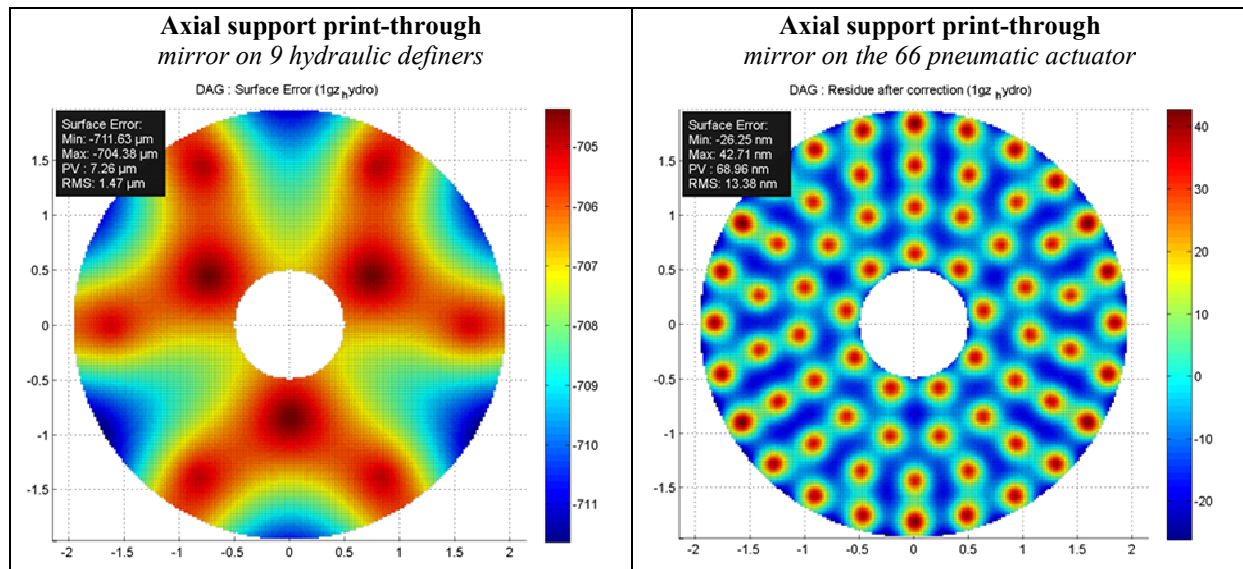 Axial support print-through
mirror on 9 hydraulic definers
DAG : Surface Error (1gz_hydro)
Surface Error:
Min: -711.63 µm
Max: -704.38 µm
PV : 7.26 µm
RMS: 1.47 µm
1.5
1
0.5
0
-0.5
-1
-1.5
-2
-1.5
-1
-0.5
0
0.5
1
1.5
2
-705
-706
-707
-708
-709
-710
-711
Axial support print-through
mirror on the 66 pneumatic actuator
DAG : Residue after correction (1gz_hydro)
Surface Error:
Min: -26.25 nm
Max: 42.71 nm
PV : 68.96 nm
RMS: 13.38 nm
1.5
1
0.5
0
-0.5
-1
-1.5
-2
-1.5
-1
-0.5
0
0.5
1
1.5
2
40
30
20
10
0
-10
-20